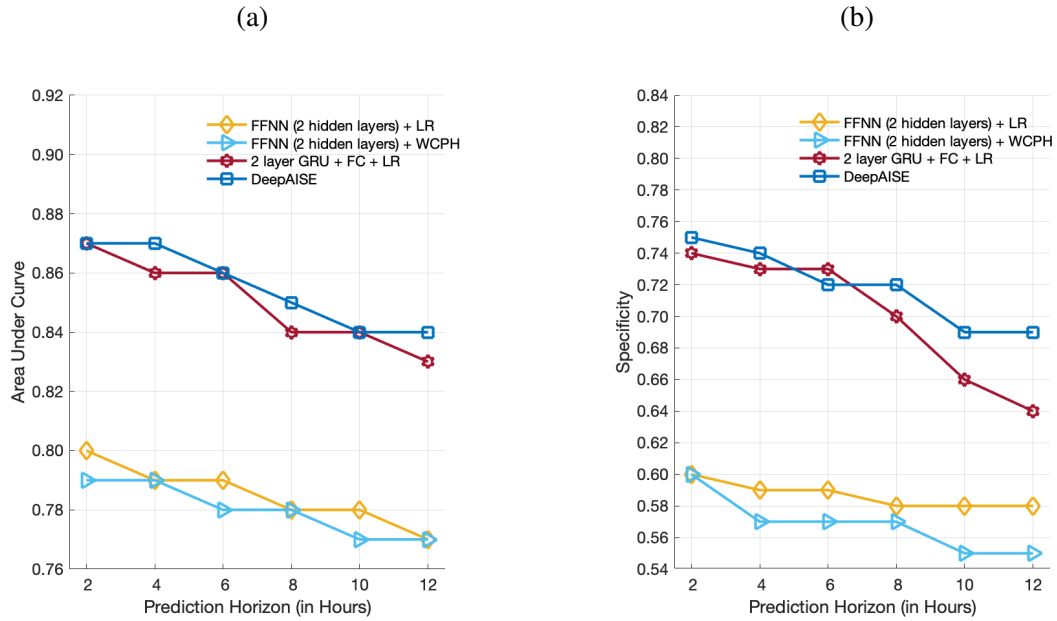 (a)
0.92
0.90
0.88
0.86
0.84
0.82
0.80
0.78
0.76
2 4 6 8 10 12
Area Under Curve
Prediction Horizon (in Hours)
FFNN (2 hidden layers) + LR
FFNN (2 hidden layers) + WCPH
2 layer GRU + FC + LR
DeepAISE
(b)
0.84
0.82
0.80
0.78
0.76
0.74
0.72
0.70
0.68
0.66
0.64
0.62
0.60
0.58
0.56
0.54
2 4 6 8 10 12
Specificity
Prediction Horizon (in Hours)
FFNN (2 hidden layers) + LR
FFNN (2 hidden layers) + WCPH
2 layer GRU + FC + LR
DeepAISE